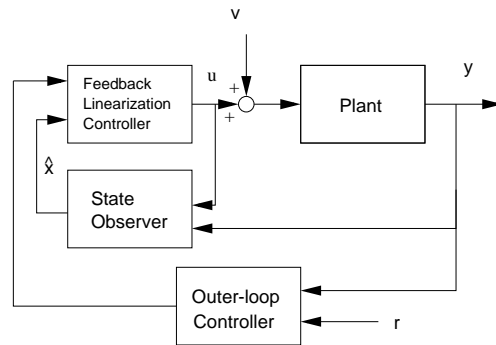 v
Feedback
Linearization
Controller
u
+
+
Plant
y
x̂
State
Observer
Outer-loop
Controller
r